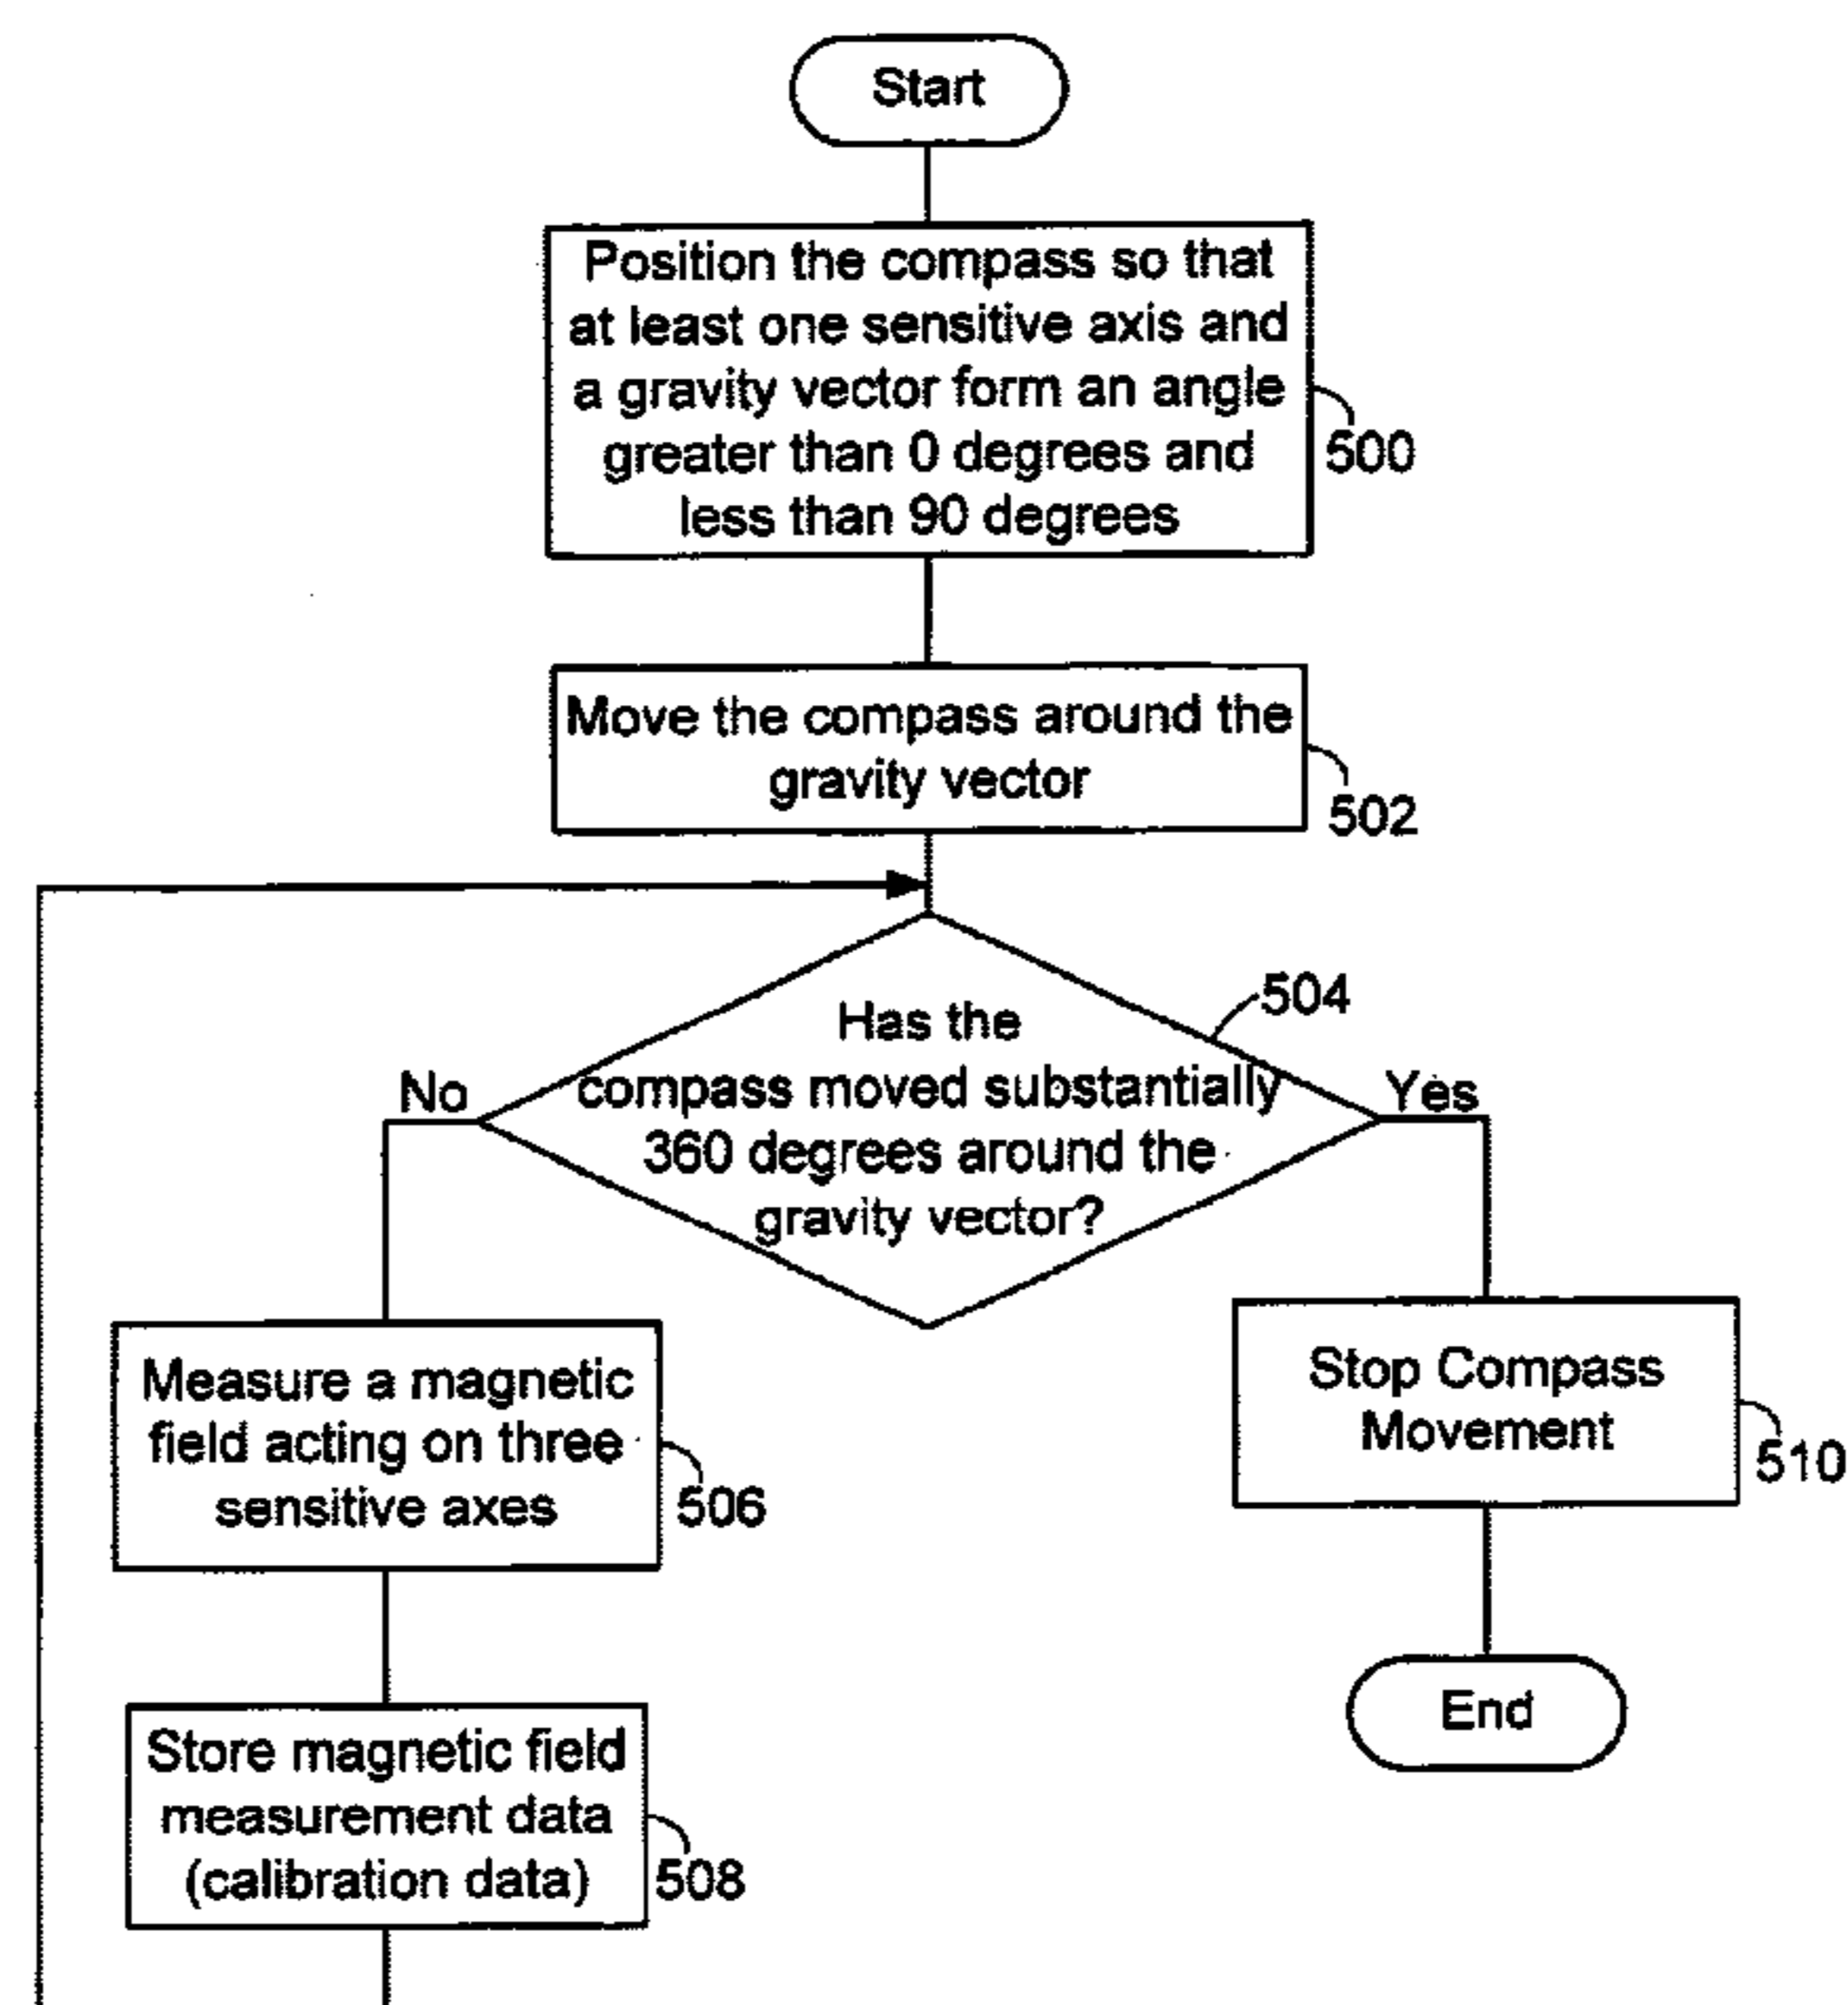 Start
Position the compass so that
at least one sensitive axis and
a gravity vector form an angle
greater than 0 degrees and
less than 90 degrees
500
Move the compass around the
gravity vector
502
504
Has the
compass moved substantially
360 degrees around the
gravity vector?
No
Yes
Measure a magnetic
field acting on three
sensitive axes
506
Stop Compass
Movement
510
Store magnetic field
measurement data
(calibration data)
508
End